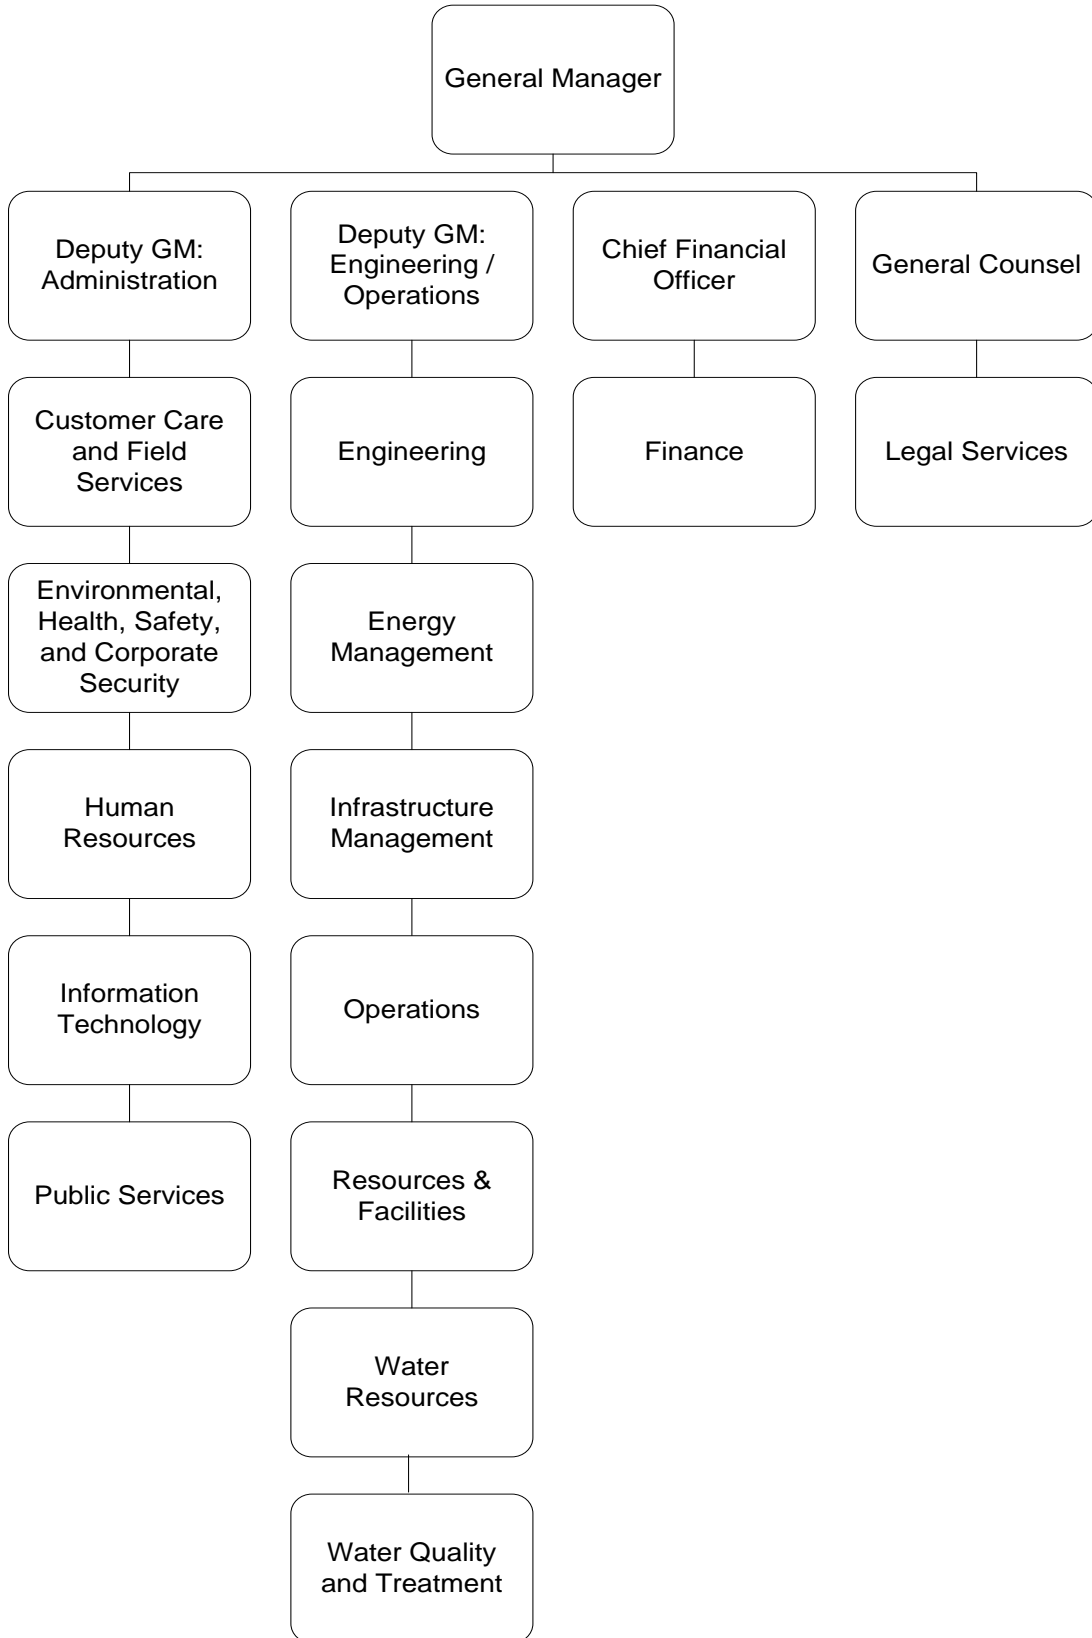 General Manager
Deputy GM:
Administration
Deputy GM:
Engineering /
Operations
Chief Financial
Officer
General Counsel
Customer Care
and Field
Services
Engineering
Finance
Legal Services
Environmental,
Health, Safety,
and Corporate
Security
Energy
Management
Human
Resources
Infrastructure
Management
Information
Technology
Operations
Public Services
Resources &
Facilities
Water
Resources
Water Quality
and Treatment